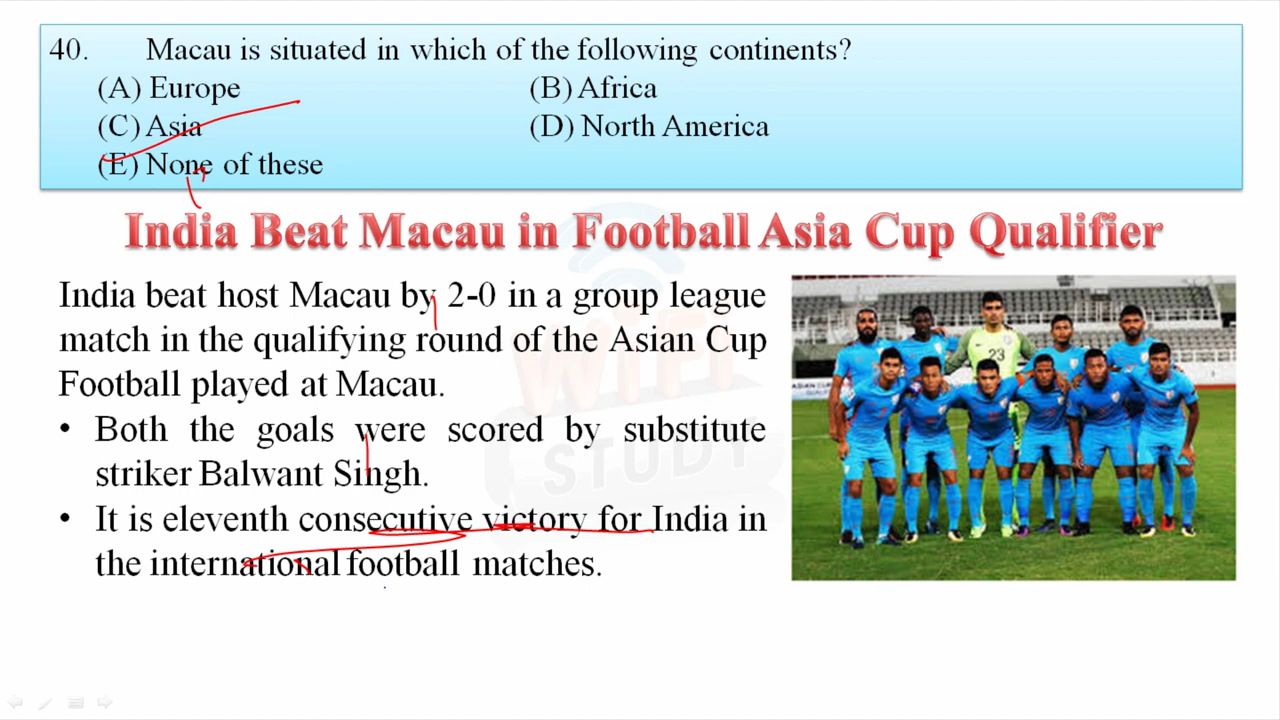 40. Macau is situated in which of the following continents?
(A) Europe (B) Africa
(C) Asia (D) North America
(E) None of these
India Beat Macau in Football Asia Cup Qualifier
India beat host Macau by 2-0 in a group league
match in the qualifying round of the Asian Cup
Football played at Macau.
• Both the goals were scored by substitute
striker Balwant Singh.
• It is eleventh consecutive victory for India in
the international football matches.
WiFi
STUDY
23